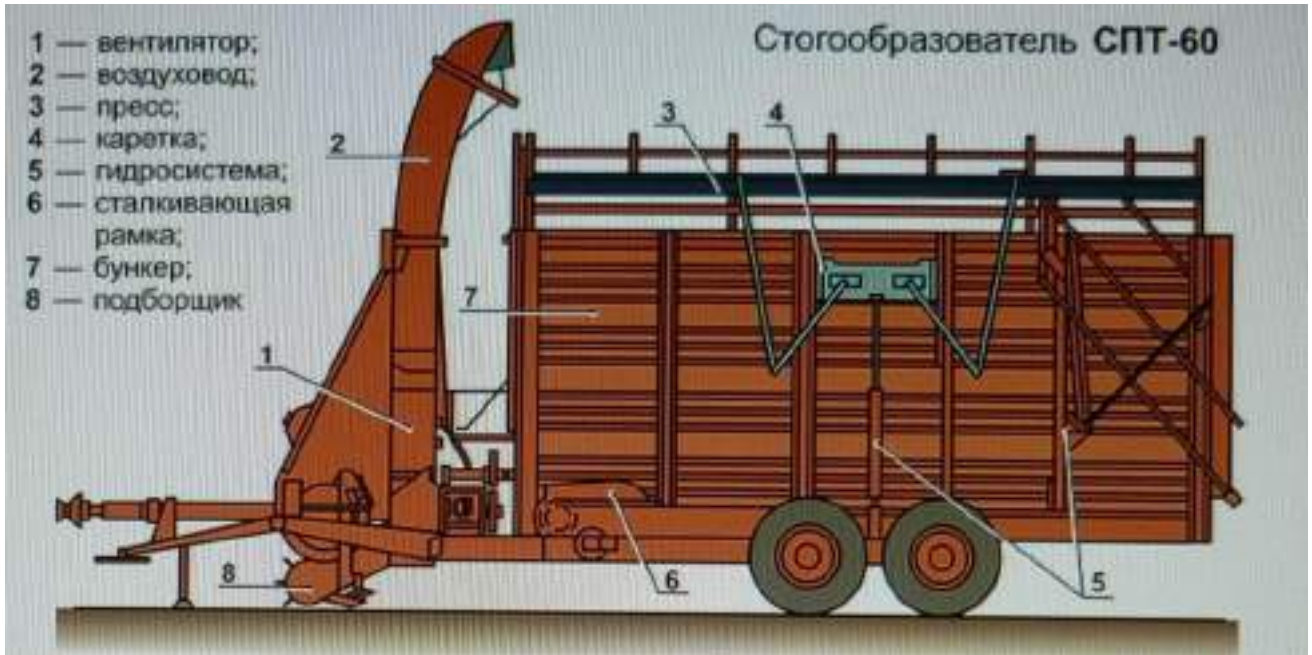 Стогообразователь СПТ-60
1 — вентилятор;
2 — воздуховод;
3 — пресс;
4 — каретка;
5 — гидросистема;
6 — сталкивающая
рамка;
7 — бункер;
8 — подборщик
3
4
2
7
1
8
6
5